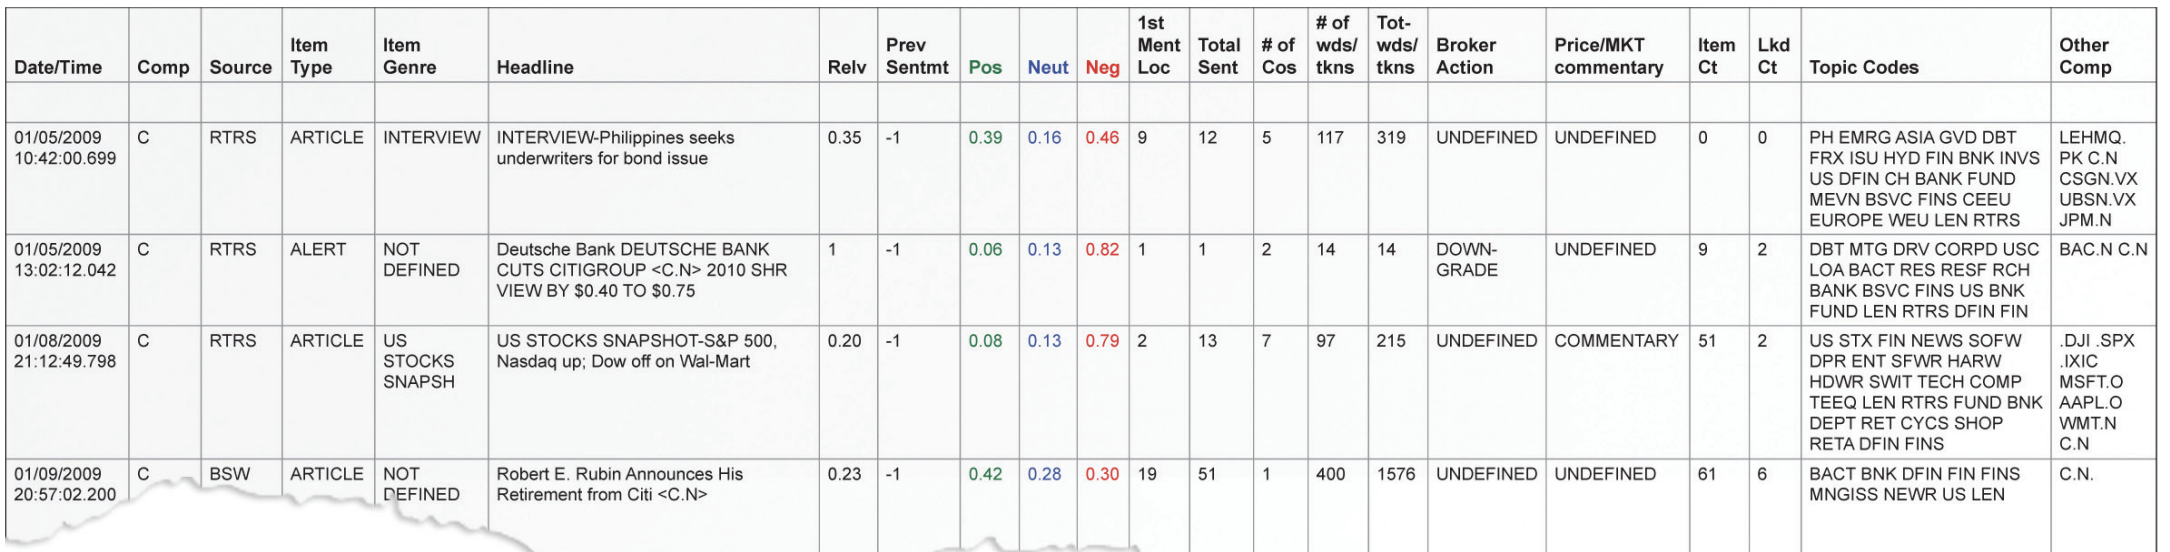 Date/Time Comp Source Item Type Item Genre Headline Relv Prev Sentmt Pos Neut Neg 1st Ment Loc Total Sent # of Cos # of wds/ tkns Tot- wds/ tkns Broker Action Price/MKT commentary Item Ct Lkd Ct Topic Codes Other Comp
01/05/2009 C RTRS ARTICLE INTERVIEW INTERVIEW-Philippines seeks 0.35 -1 0.39 0.16 0.46 9 12 5 117 319 UNDEFINED UNDEFINED 0 0 PH EMRG ASIA GVD DBT LEHMQ.
10:42:00.699 underwriters for bond issue FRX ISU HYD FIN BNK INVS PK C.N
US DFIN CH BANK FUND CSGN.VX
MEVN BSVC FINS CEEU UBSN.VX
EUROPE WEU LEN RTRS JPM.N
01/05/2009 C RTRS ALERT NOT Deutsche Bank DEUTSCHE BANK 1 -1 0.06 0.13 0.82 1 1 2 14 14 DOWN- UNDEFINED 9 2 DBT MTG DRV CORPD USC BAC.N C.N
13:02:12.042 DEFINED CUTS CITIGROUP <C.N> 2010 SHR GRADE LOA BACT RES RESF RCH
VIEW BY $0.40 TO $0.75 BANK BSVC FINS US BNK
FUND LEN RTRS DFIN FIN
01/08/2009 C RTRS ARTICLE US US STOCKS SNAPSHOT-S&P 500, 0.20 -1 0.08 0.13 0.79 2 13 7 97 215 UNDEFINED COMMENTARY 51 2 US STX FIN NEWS SOFW .DJI .SPX
21:12:49.798 STOCKS Nasdaq up; Dow off on Wal-Mart DPR ENT SFWR HARW .IXIC
SNAPSH HDWR SWIT TECH COMP MSFT.O
TEEQ LEN RTRS FUND BNK AAPL.O
DEPT RET CYCS SHOP WMT.N
RETA DFIN FINS C.N
01/09/2009 C BSW ARTICLE NOT Robert E. Rubin Announces His 0.23 -1 0.42 0.28 0.30 19 51 1 400 1576 UNDEFINED UNDEFINED 61 6 BACT BNK DFIN FIN FINS C.N.
20:57:02.200 DEFINED Retirement from Citi <C.N> MNGISS NEWR US LEN